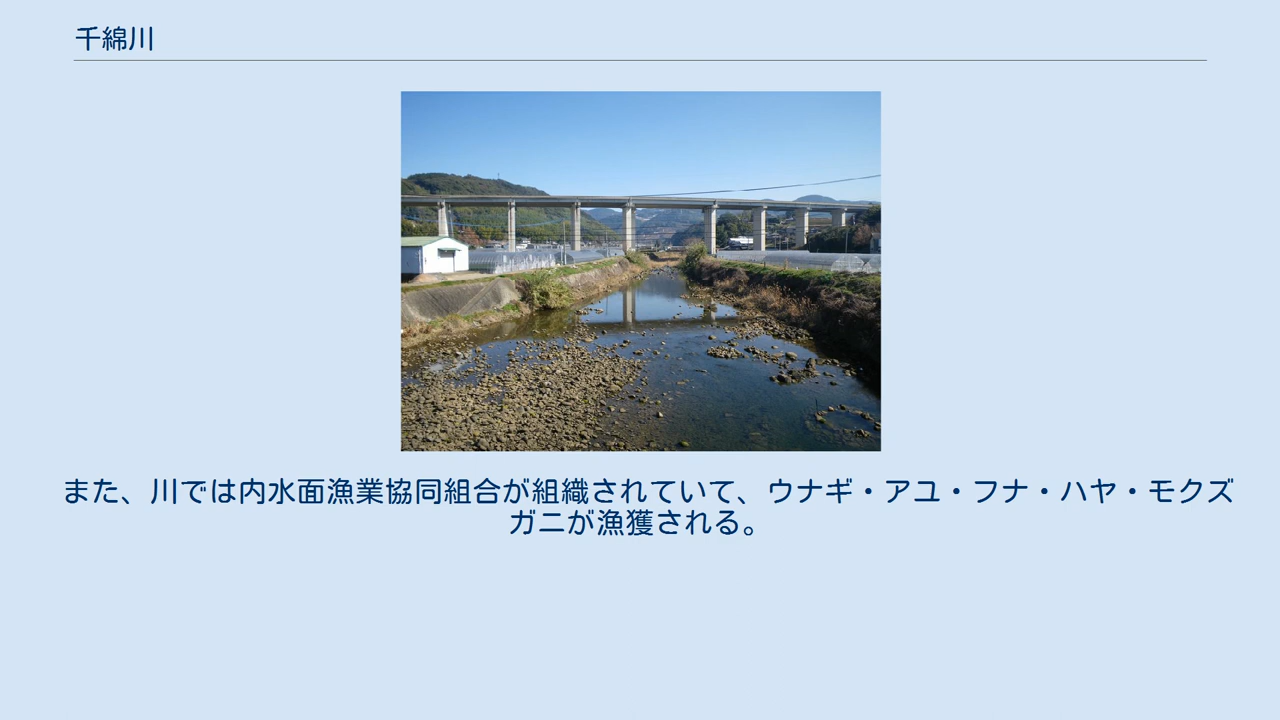 千綿川
また、川では内水面漁業協同組合が組織されていて、ウナギ・アユ・フナ・ハヤ・モクズ
ガニが漁獲される。